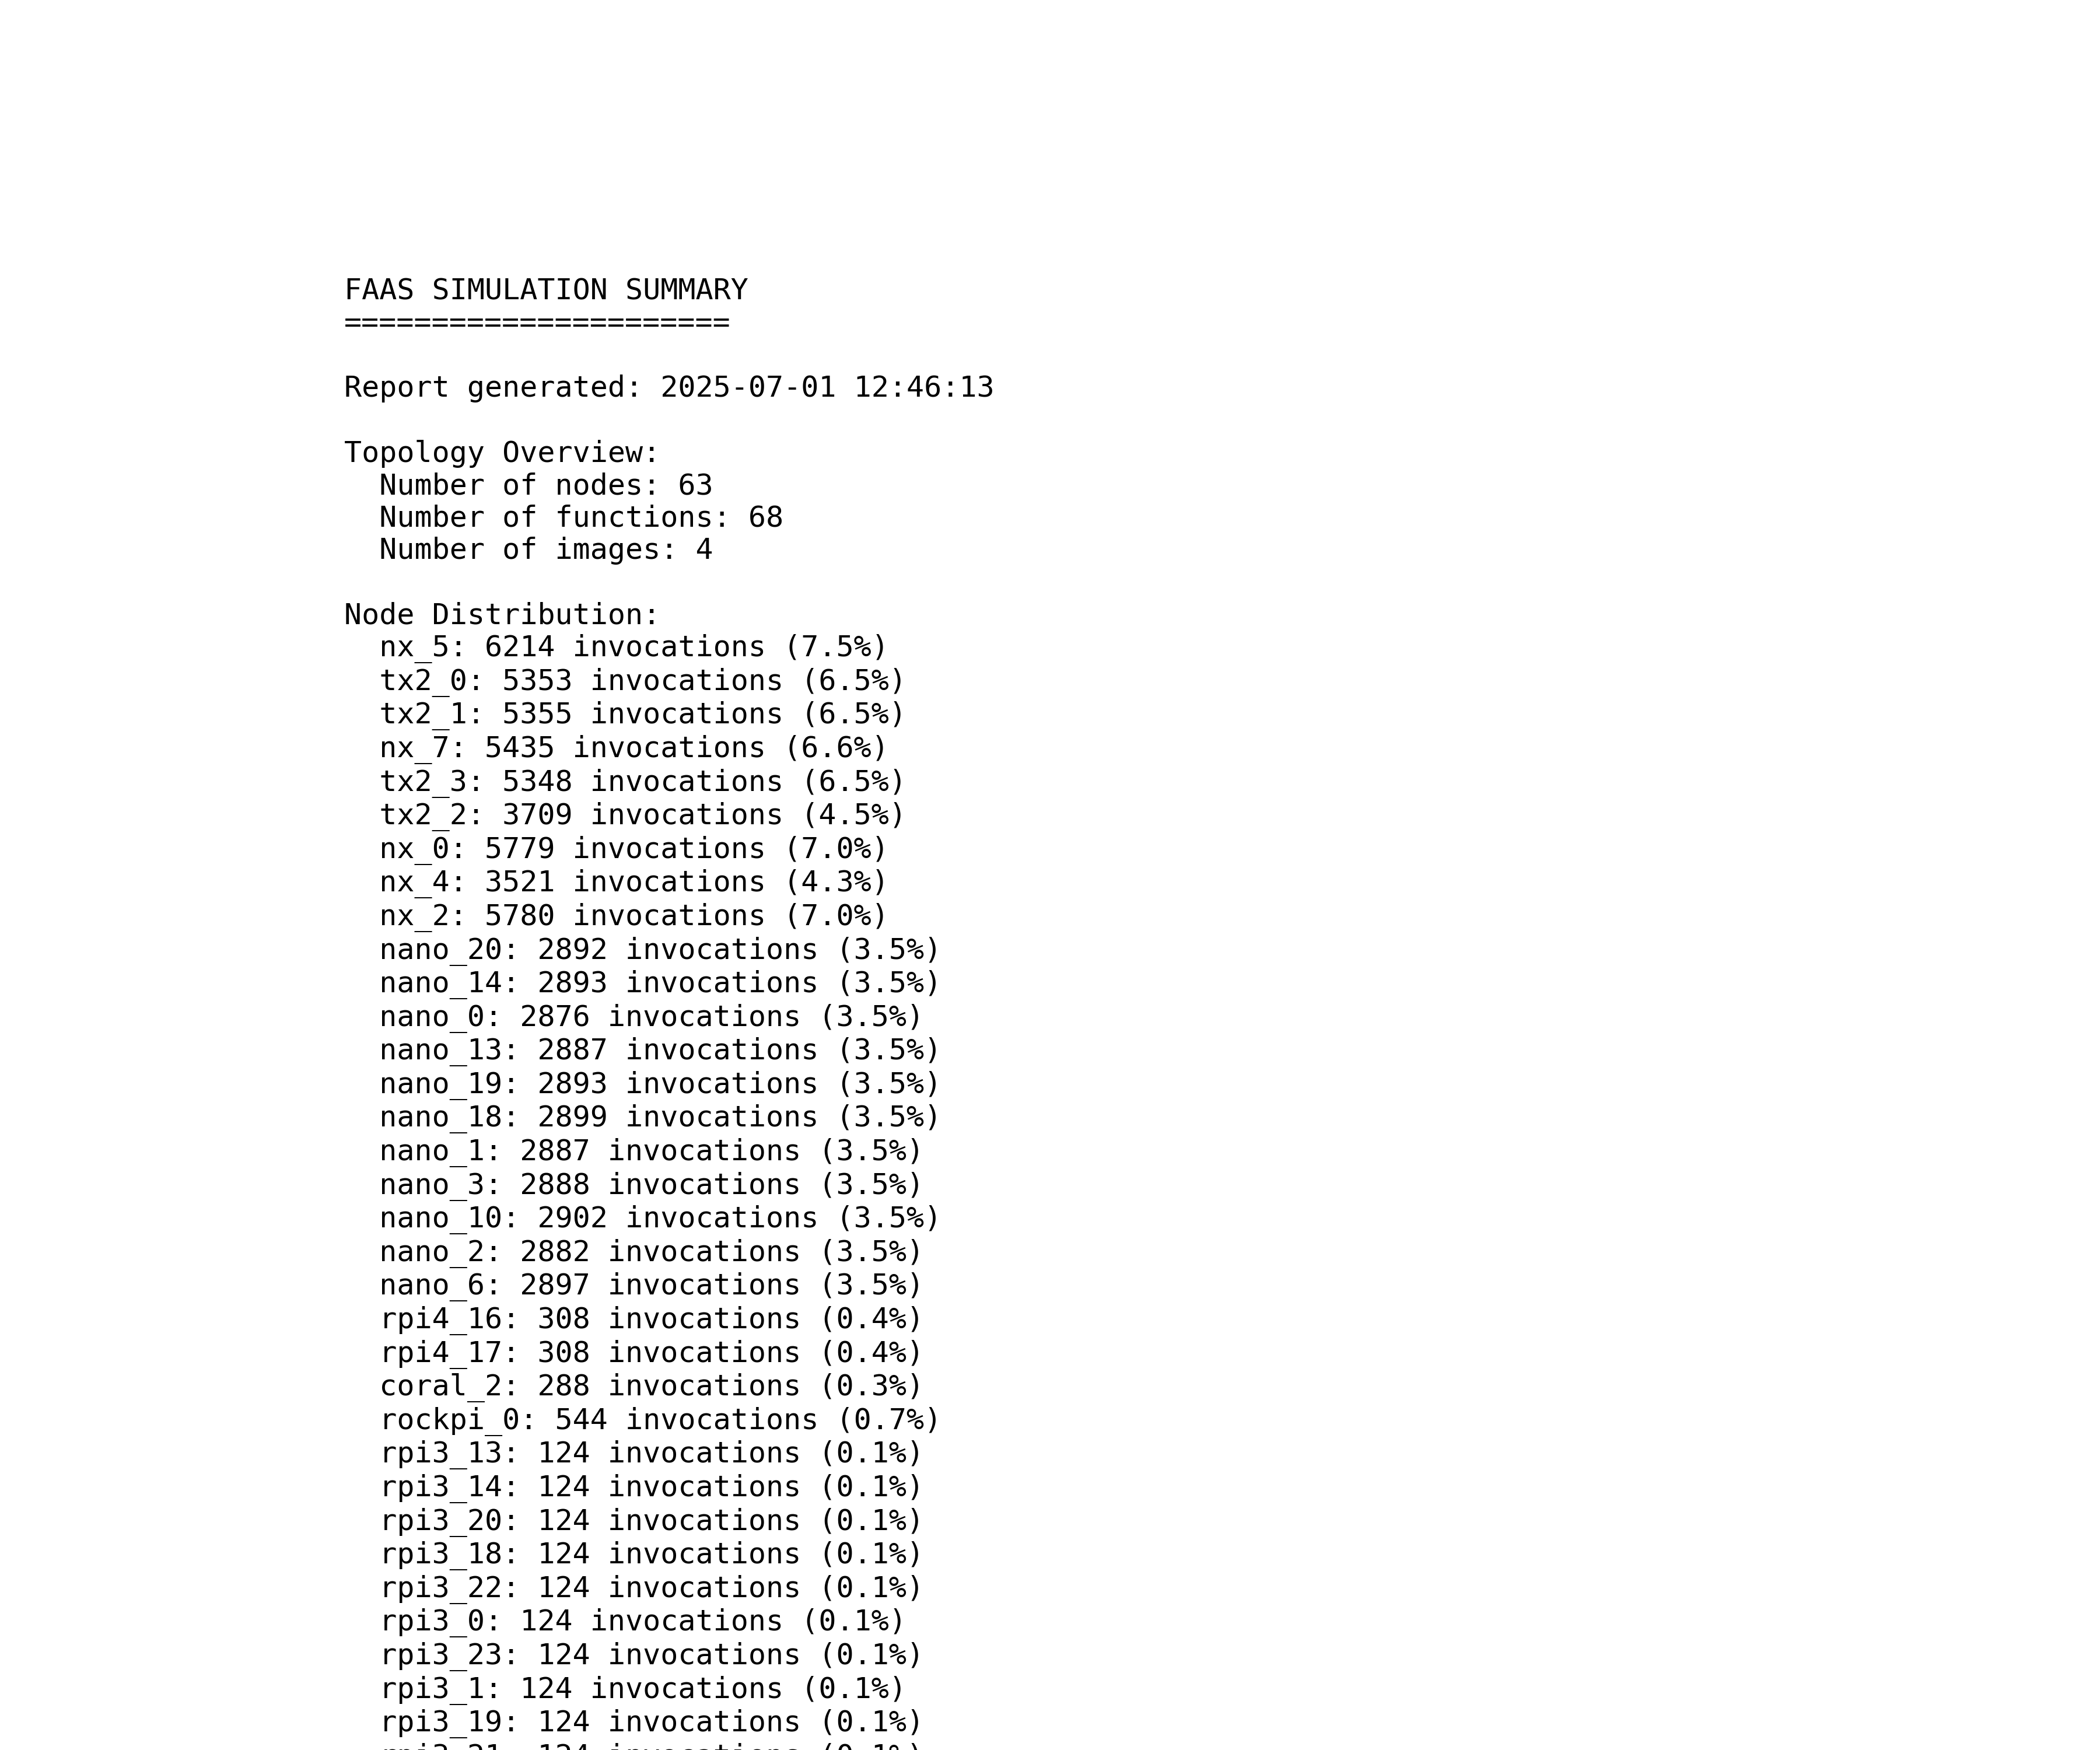 FAAS SIMULATION SUMMARY
======================
Report generated: 2025-07-01 12:46:13
Topology Overview:
  Number of nodes: 63
  Number of functions: 68
  Number of images: 4
Node Distribution:
  nx_5: 6214 invocations (7.5%)
  tx2_0: 5353 invocations (6.5%)
  tx2_1: 5355 invocations (6.5%)
  nx_7: 5435 invocations (6.6%)
  tx2_3: 5348 invocations (6.5%)
  tx2_2: 3709 invocations (4.5%)
  nx_0: 5779 invocations (7.0%)
  nx_4: 3521 invocations (4.3%)
  nx_2: 5780 invocations (7.0%)
  nano_20: 2892 invocations (3.5%)
  nano_14: 2893 invocations (3.5%)
  nano_0: 2876 invocations (3.5%)
  nano_13: 2887 invocations (3.5%)
  nano_19: 2893 invocations (3.5%)
  nano_18: 2899 invocations (3.5%)
  nano_1: 2887 invocations (3.5%)
  nano_3: 2888 invocations (3.5%)
  nano_10: 2902 invocations (3.5%)
  nano_2: 2882 invocations (3.5%)
  nano_6: 2897 invocations (3.5%)
  rpi4_16: 308 invocations (0.4%)
  rpi4_17: 308 invocations (0.4%)
  coral_2: 288 invocations (0.3%)
  rockpi_0: 544 invocations (0.7%)
  rpi3_13: 124 invocations (0.1%)
  rpi3_14: 124 invocations (0.1%)
  rpi3_20: 124 invocations (0.1%)
  rpi3_18: 124 invocations (0.1%)
  rpi3_22: 124 invocations (0.1%)
  rpi3_0: 124 invocations (0.1%)
  rpi3_23: 124 invocations (0.1%)
  rpi3_1: 124 invocations (0.1%)
  rpi3_19: 124 invocations (0.1%)
  rpi3_21: 124 invocations (0.1%)